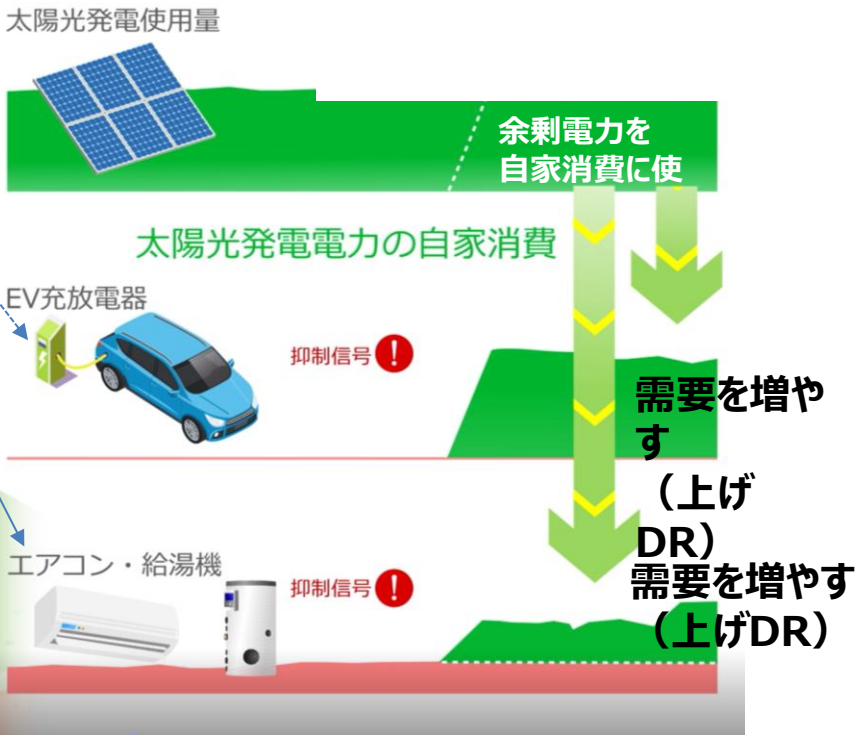 太陽光発電使用量
余剰電力を
自家消費に使
太陽光発電電力の自家消費
EV充放電器
抑制信号
需要を増や
す
（上げ
DR）
エアコン・給湯機
抑制信号
需要を増やす
（上げDR）